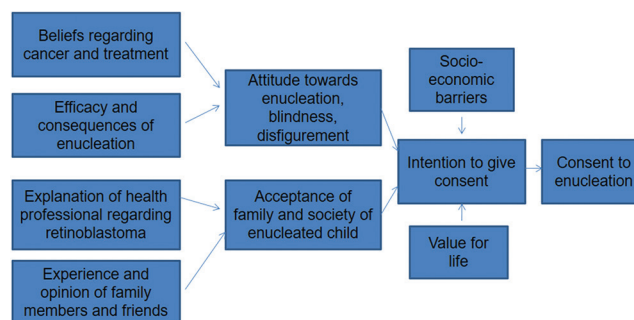 Beliefs regarding
cancer and treatment
Efficacy and
consequences of
enucleation
Explanation of health
professional regarding
retinoblastoma
Experience and
opinion of family
members and friends
Attitude towards
enucleation,
blindness,
disfigurement
Acceptance of
family and society of
enucleated child
Socio-
economic
barriers
Intention to give
consent
Value for
life
Consent to
enucleation